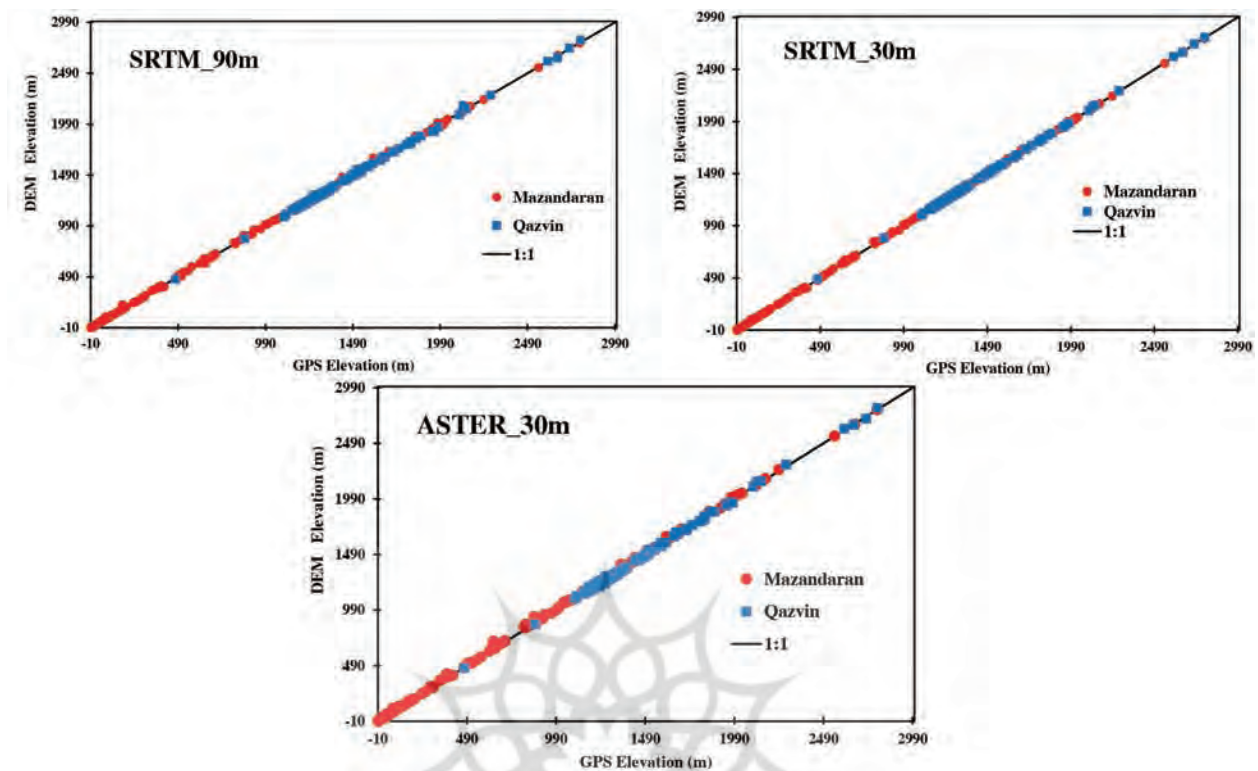 SRTM_90m
DEM Elevation (m)
2990
2490
1990
1490
990
490
-10
Mazandaran
Qazvin
1:1
-10 490 990 1490 1990 2490 2990
GPS Elevation (m)
SRTM_30m
DEM Elevation (m)
2990
2490
1990
1490
990
490
-10
Mazandaran
Qazvin
1:1
-10 490 990 1490 1990 2490 2990
GPS Elevation (m)
ASTER_30m
DEM Elevation (m)
2990
2490
1990
1490
990
490
-10
Mazandaran
Qazvin
1:1
-10 490 990 1490 1990 2490 2990
GPS Elevation (m)